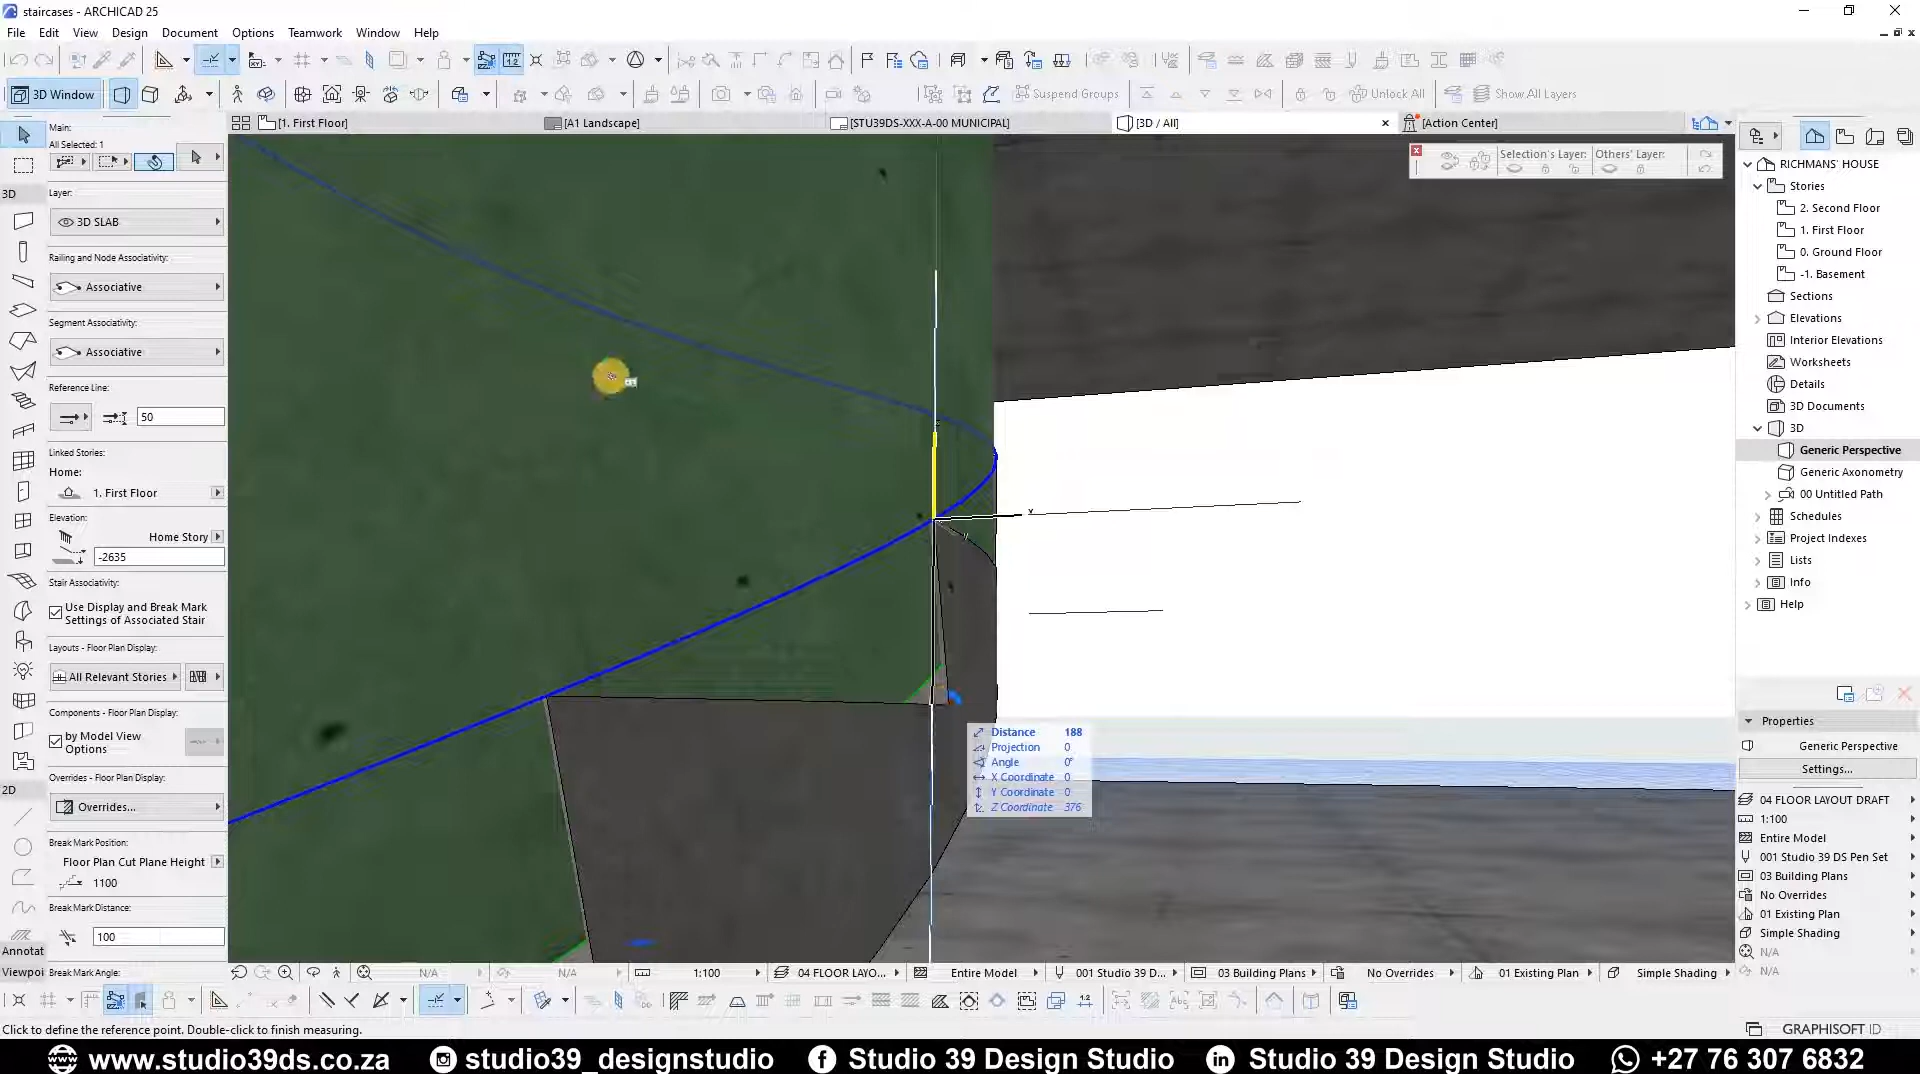 staircases - ARCHICAD 25
File Edit View Design Document Options Teamwork Window Help
3D Window
Suspend Groups
Unlock All
Show All Layers
[1. First Floor]
[A1 Landscape]
[STU39DS-XXX-A-00 MUNICIPAL]
[3D / All]
[Action Center]
Main:
All Selected: 1
3D
Layer:
3D SLAB
Railing and Node Associativity:
Associative
Segment Associativity:
Associative
Reference Line:
50
Linked Stories:
Home:
1. First Floor
Elevation:
Home Story
-2635
Stair Associativity:
Use Display and Break Mark
Settings of Associated Stair
Layouts - Floor Plan Display:
All Relevant Stories
Components - Floor Plan Display:
by Model View
Options
Overrides - Floor Plan Display:
2D
Overrides...
Break Mark Position:
Floor Plan Cut Plane Height
1100
Break Mark Distance:
100
Annotat
Viewpoi
Break Mark Angle:
Selection's Layer:
Others' Layer:
x
Distance 188
Projection 0
Angle 0°
X Coordinate 0
Y Coordinate 0
Z Coordinate 376
RICHMANS' HOUSE
Stories
2. Second Floor
1. First Floor
0. Ground Floor
-1. Basement
Sections
Elevations
Interior Elevations
Worksheets
Details
3D Documents
3D
Generic Perspective
Generic Axonometry
00 Untitled Path
Schedules
Project Indexes
Lists
Info
Help
Properties
Generic Perspective
Settings...
04 FLOOR LAYOUT DRAFT
1:100
Entire Model
001 Studio 39 DS Pen Set
03 Building Plans
No Overrides
01 Existing Plan
Simple Shading
N/A
N/A
N/A
N/A
1:100
04 FLOOR LAYO...
Entire Model
001 Studio 39 D...
03 Building Plans
No Overrides
01 Existing Plan
Simple Shading
Click to define the reference point. Double-click to finish measuring.
GRAPHISOFT ID
www.studio39ds.co.za
studio39_designstudio
Studio 39 Design Studio
Studio 39 Design Studio
+27 76 307 6832